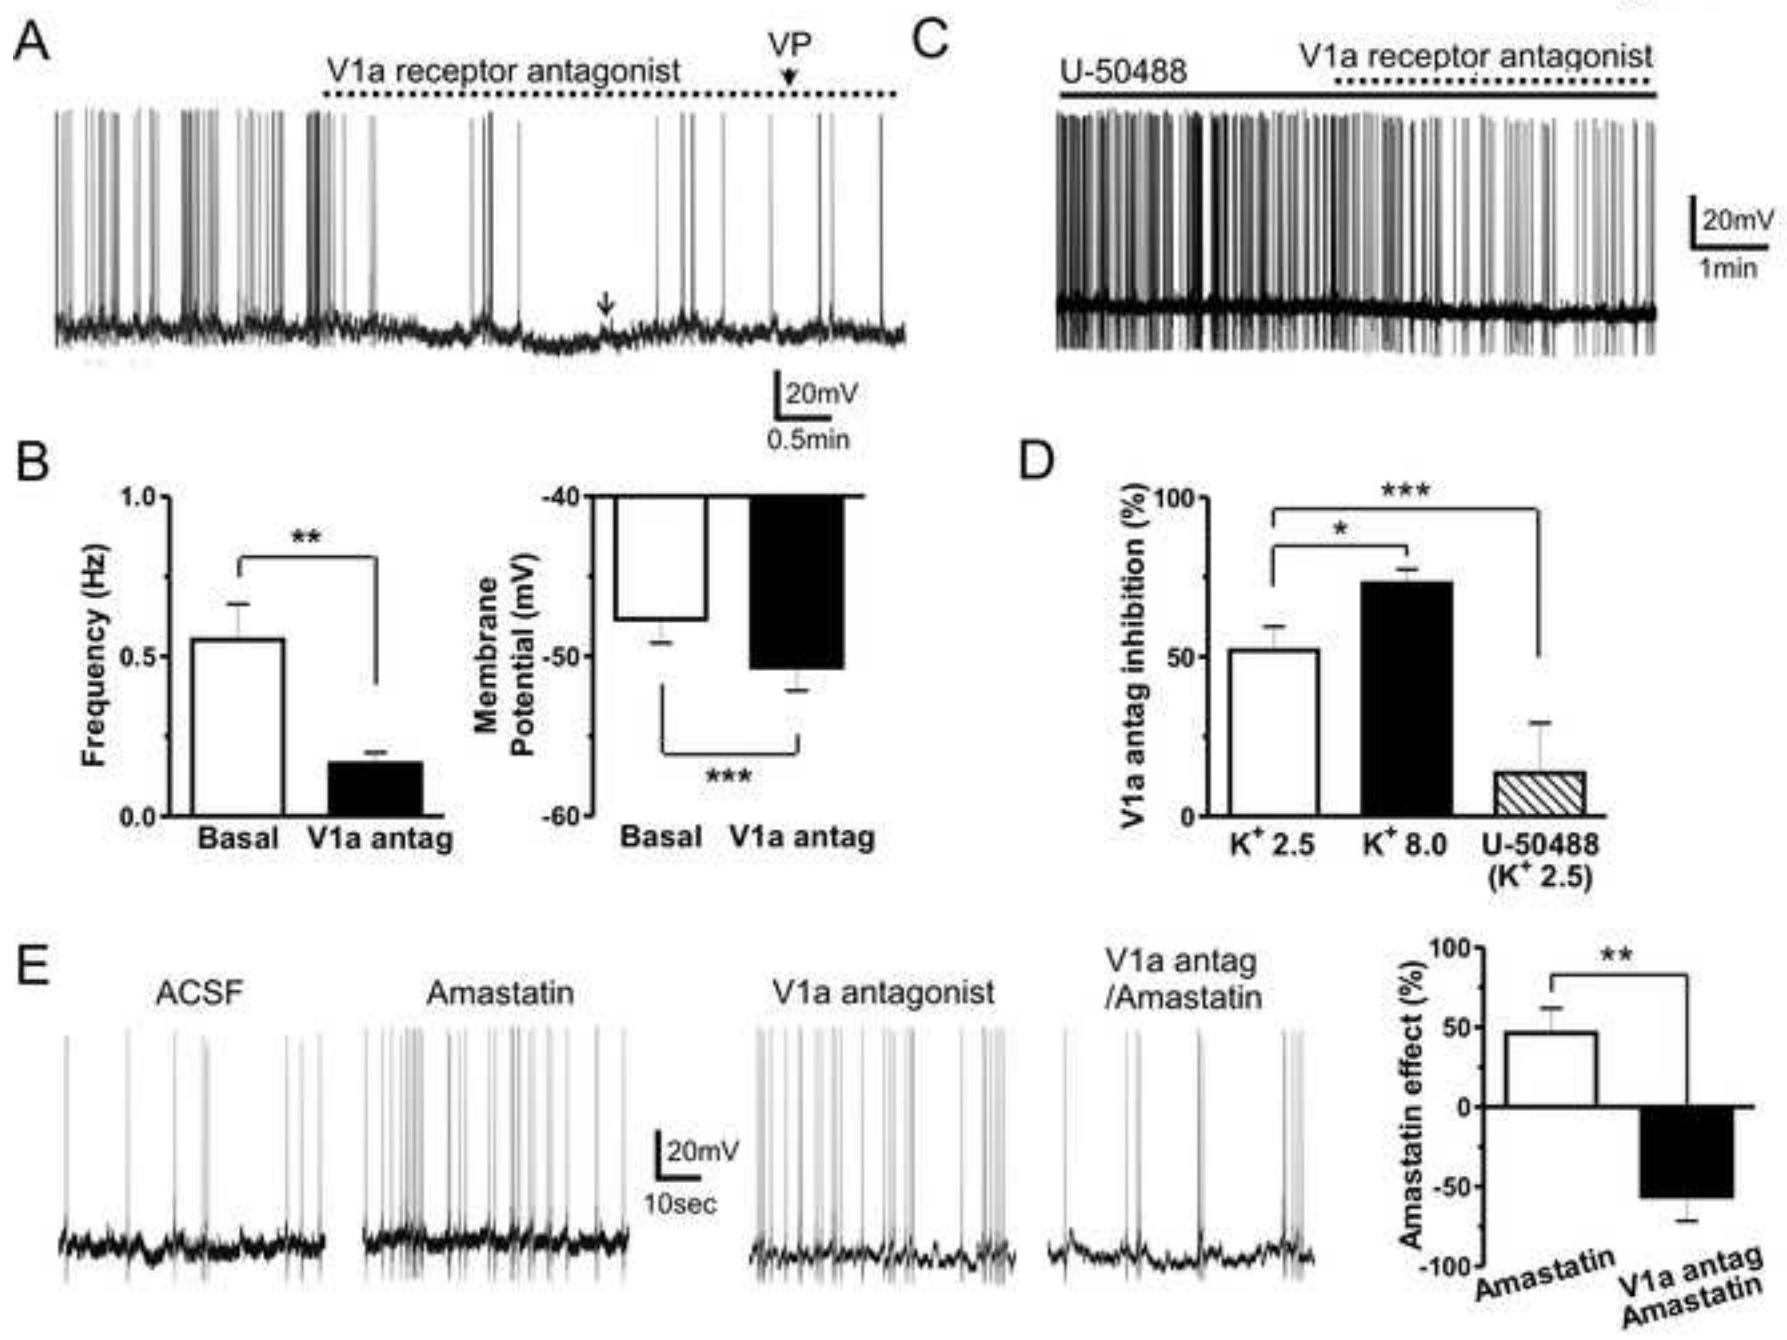 A
V1a receptor antagonist
VP
20mV
0.5min
C
U-50488
V1a receptor antagonist
20mV
1min
B
Frequency (Hz)
1.0
0.5
0.0
**
Basal
V1a antag
Membrane
Potential (mV)
-40
-50
-60
***
Basal
V1a antag
D
V1a antag inhibition (%)
100
50
0
***
*
K+ 2.5
K+ 8.0
U-50488
(K+ 2.5)
E
ACSF
Amastatin
20mV
10sec
V1a antagonist
V1a antag
/Amastatin
Amastatin effect (%)
100
50
0
-50
-100
**
Amastatin
V1a antag
Amastatin